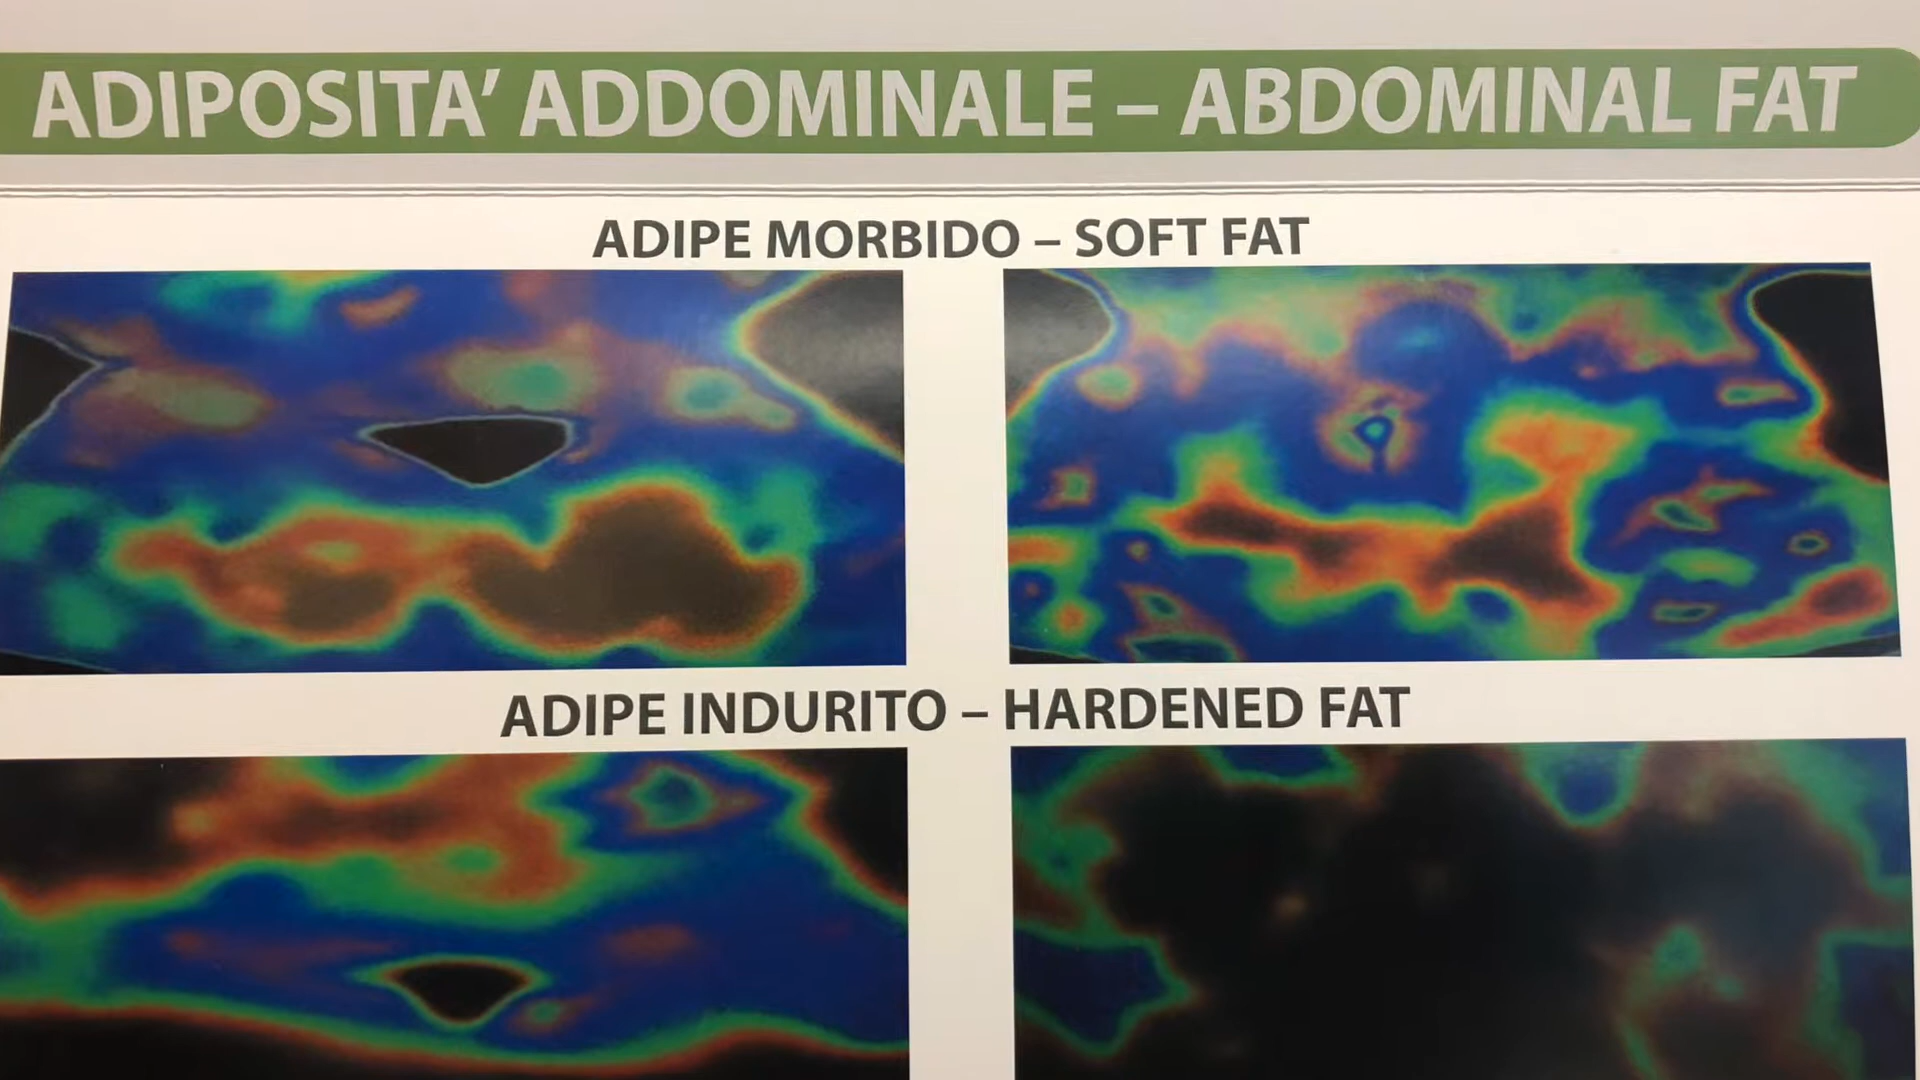 ADIPOSITA' ADDOMINALE – ABDOMINAL FAT
ADIPE MORBIDO – SOFT FAT
ADIPE INDURITO – HARDENED FAT